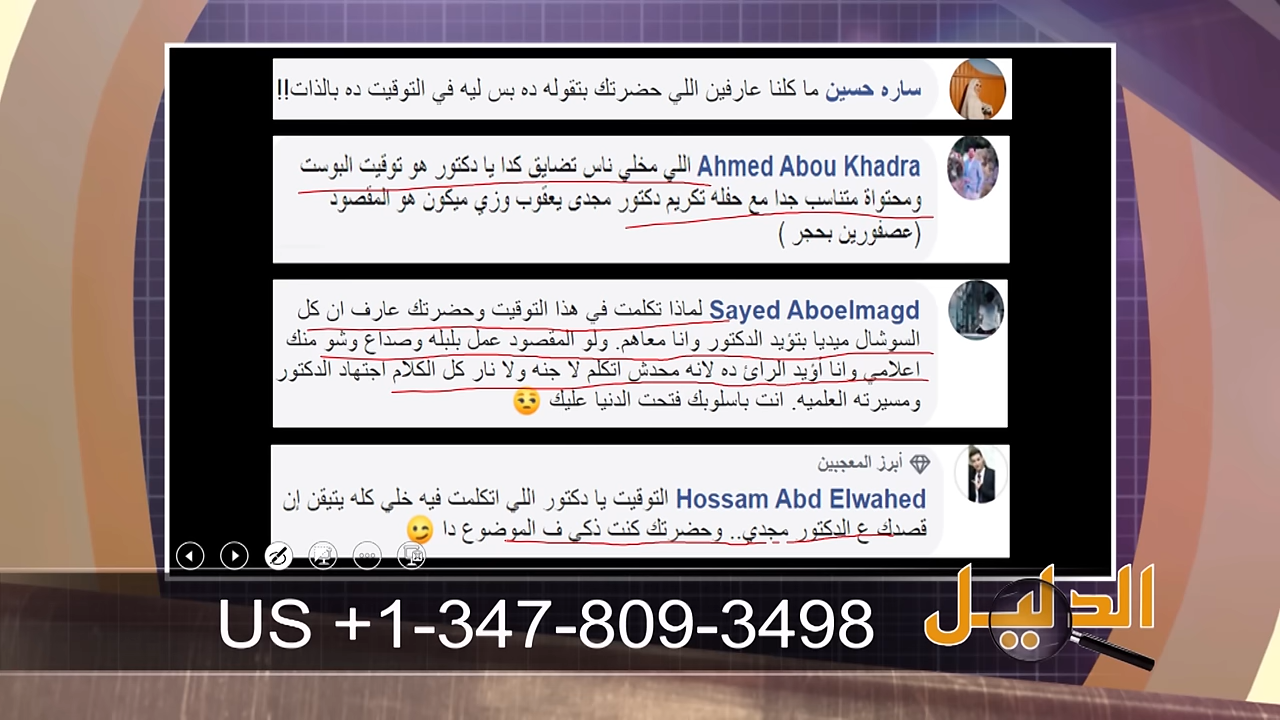 ساره حسين ما كلنا عارفين اللي حضرتك بتقوله ده بس ليه في التوقيت ده بالذات!!
Ahmed Abou Khadra اللي مخلي ناس تضايق كدا يا دكتور هو توقيت البوست
ومحتواة متناسب جدا مع حفله تكريم دكتور مجدى يعقوب وزي ميكون هو المقصود
(عصفورين بحجر )
Sayed Aboelmagd لماذا تكلمت في هذا التوقيت وحضرتك عارف ان كل
السوشال ميديا بتؤيد الدكتور وانا معاهم. ولو المقصود عمل بلبله وصداع وشو منك
اعلامي وانا أؤيد الرائ ده لانه محدش اتكلم لا جنه ولا نار كل الكلام اجتهاد الدكتور
ومسيرته العلميه. انت باسلوبك فتحت الدنيا عليك 😒
أبرز المعجبين
Hossam Abd Elwahed التوقيت يا دكتور اللي اتكلمت فيه خلي كله يتيقن إن
قصدك ع الدكتور مجدي.. وحضرتك كنت ذكي ف الموضوع دا 😉
US +1-347-809-3498
الدليل